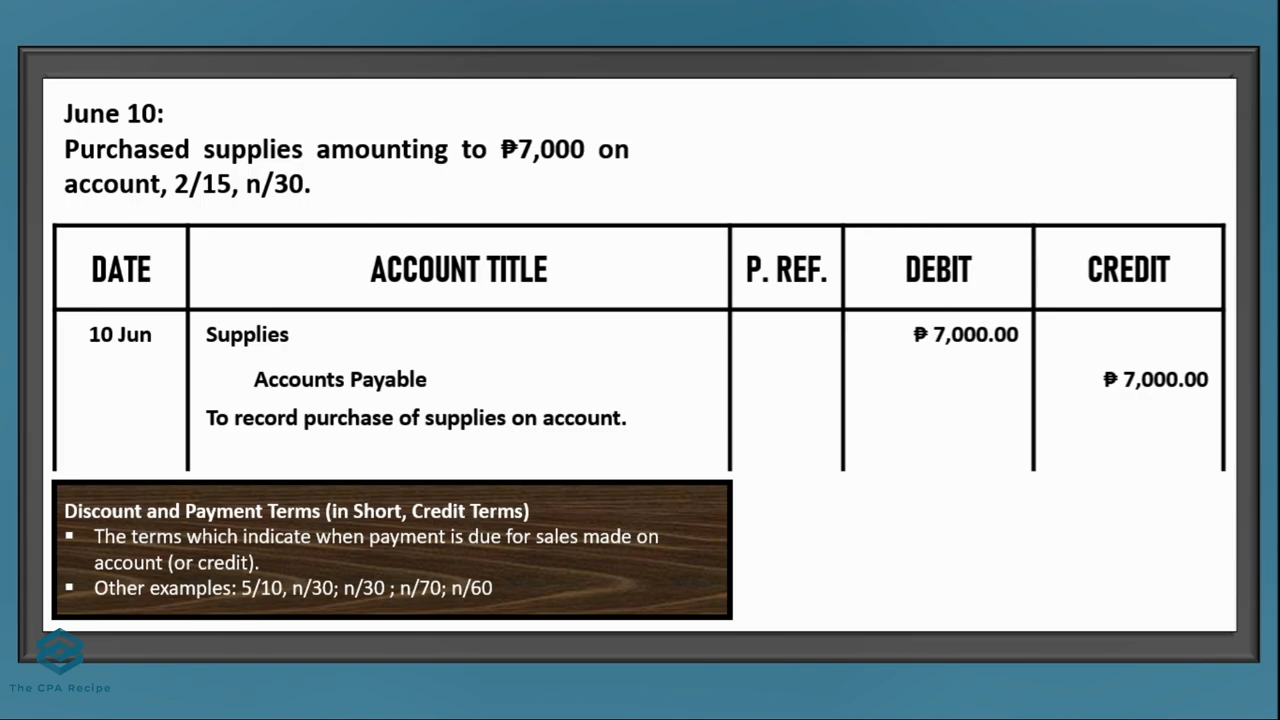 June 10:
Purchased supplies amounting to ₱7,000 on
account, 2/15, n/30.
DATE ACCOUNT TITLE P. REF. DEBIT CREDIT
10 Jun Supplies ₱ 7,000.00
Accounts Payable ₱ 7,000.00
To record purchase of supplies on account.
Discount and Payment Terms (in Short, Credit Terms)
▪ The terms which indicate when payment is due for sales made on
account (or credit).
▪ Other examples: 5/10, n/30; n/30 ; n/70; n/60
The CPA Recipe